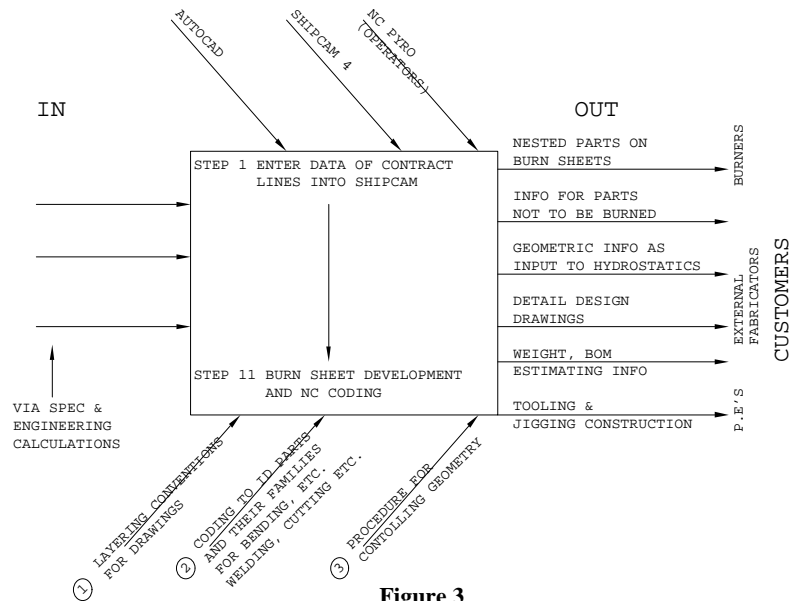 AUTOCAD
SHIPCAM 4
NC PYRO
(OPERATORS)
IN
OUT
STEP 1 ENTER DATA OF CONTRACT
LINES INTO SHIPCAM
STEP 11 BURN SHEET DEVELOPMENT
AND NC CODING
NESTED PARTS ON
BURN SHEETS
INFO FOR PARTS
NOT TO BE BURNED
GEOMETRIC INFO AS
INPUT TO HYDROSTATICS
DETAIL DESIGN
DRAWINGS
WEIGHT, BOM
ESTIMATING INFO
TOOLING &
JIGGING CONSTRUCTION
BURNERS
EXTERNAL
FABRICATORS
P.E'S
CUSTOMERS
VIA SPEC &
ENGINEERING
CALCULATIONS
1 LAYERING CONVENTIONS
FOR DRAWINGS
2 CODING TO ID PARTS
AND THEIR FAMILIES
FOR BENDING, ETC.
WELDING, CUTTING ETC.
3 PROCEDURE FOR
CONTOLLING GEOMETRY
Figure 3